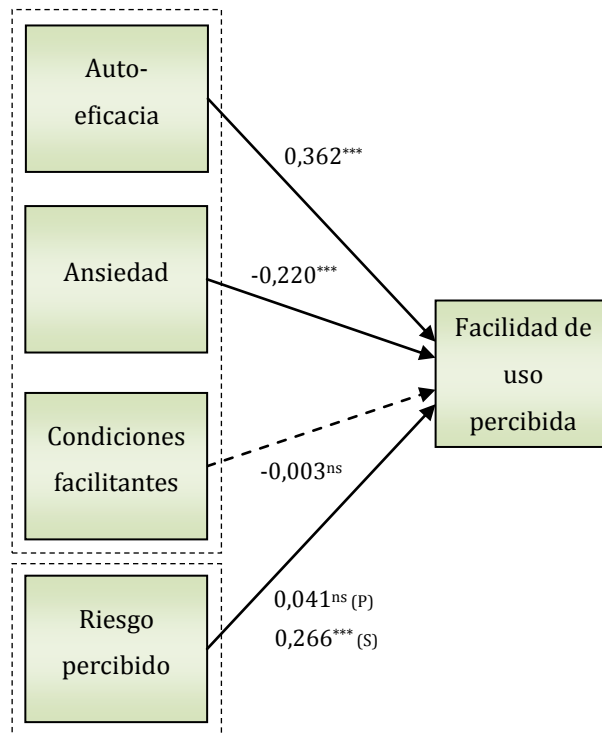 Auto-
eficacia
0,362***
Ansiedad
-0,220***
Facilidad de
uso
percibida
Condiciones
facilitantes
-0,003ns
Riesgo
percibido
0,041ns (P)
0,266*** (S)